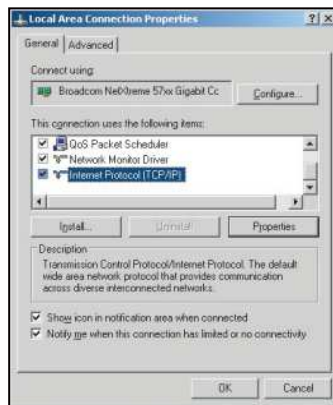 Local Area Connection Properties
General Advanced
Connect using:
Broadcom NetXtreme 57xx Gigabit Cc
Configure...
This connection uses the following items:
QoS Packet Scheduler
Network Monitor Driver
Internet Protocol (TCP/IP)
Install... Uninstall Properties
Description
Transmission Control Protocol/Internet Protocol. The default
wide area network protocol that provides communication
across diverse interconnected networks.
Show icon in notification area when connected
Notify me when this connection has limited or no connectivity
OK Cancel